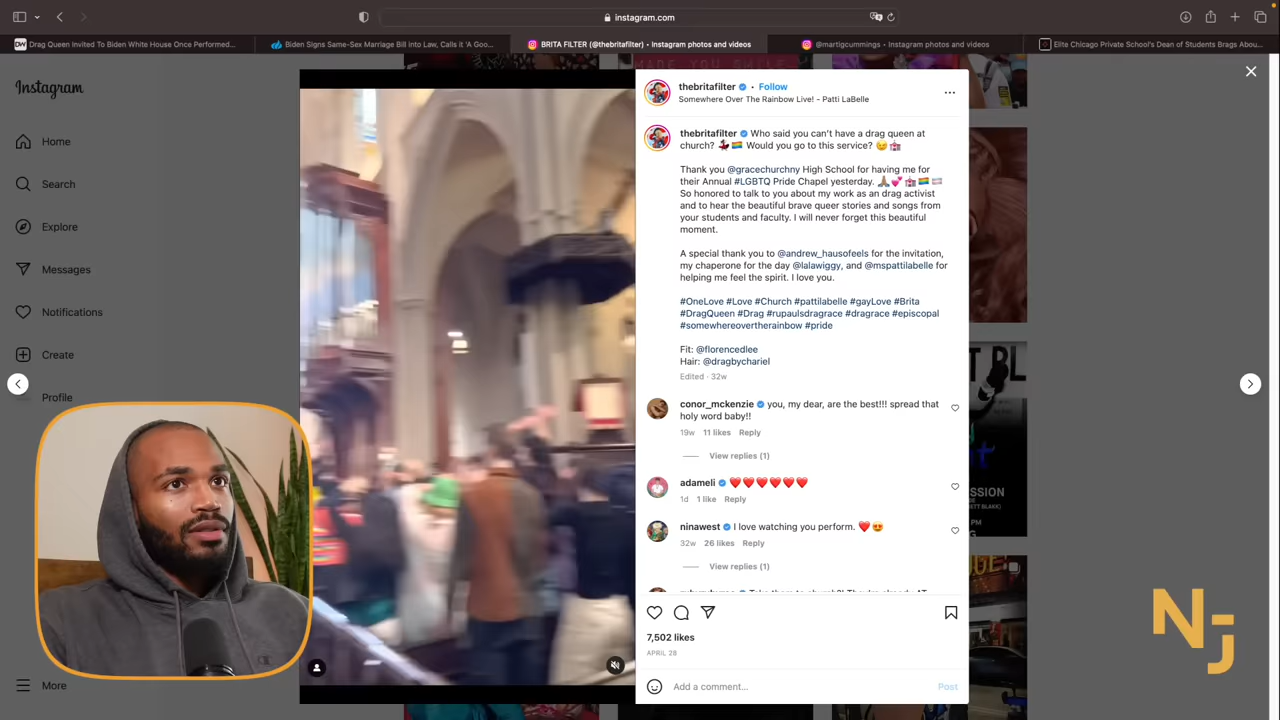 instagram.com
Drag Queen Invited To Biden White House Once Performed...
Biden Signs Same-Sex Marriage Bill into Law, Calls it 'A Goo...
BRITA FILTER (@thebritafilter) • Instagram photos and videos
@martigcummings • Instagram photos and videos
Elite Chicago Private School's Dean of Students Brags Abou...
Instagram
Home
Search
Explore
Messages
Notifications
Create
Profile
More
thebritafilter • Follow
Somewhere Over The Rainbow Live! - Patti LaBelle
thebritafilter Who said you can't have a drag queen at
church? 💃🏿🏳️‍🌈 Would you go to this service? 😉💒
Thank you @gracechurchny High School for having me for
their Annual #LGBTQ Pride Chapel yesterday. 🙏🏽💕💒🏳️‍🌈🏳️‍⚧️
So honored to talk to you about my work as an drag activist
and to hear the beautiful brave queer stories and songs from
your students and faculty. I will never forget this beautiful
moment.
A special thank you to @andrew_hausofeels for the invitation,
my chaperone for the day @lalawiggy, and @mspattilabelle for
helping me feel the spirit. I love you.
#OneLove #Love #Church #pattilabelle #gayLove #Brita
#DragQueen #Drag #rupaulsdragrace #dragrace #episcopal
#somewhereovertherainbow #pride
Fit: @florencedlee
Hair: @dragbychariel
Edited · 32w
conor_mckenzie you, my dear, are the best!!! spread that
holy word baby!!
19w 11 likes Reply
View replies (1)
adameli ❤️❤️❤️❤️❤️❤️
1d 1 like Reply
ninawest I love watching you perform. ❤️😍
32w 26 likes Reply
View replies (1)
7,502 likes
APRIL 28
Add a comment...
Post
NJ